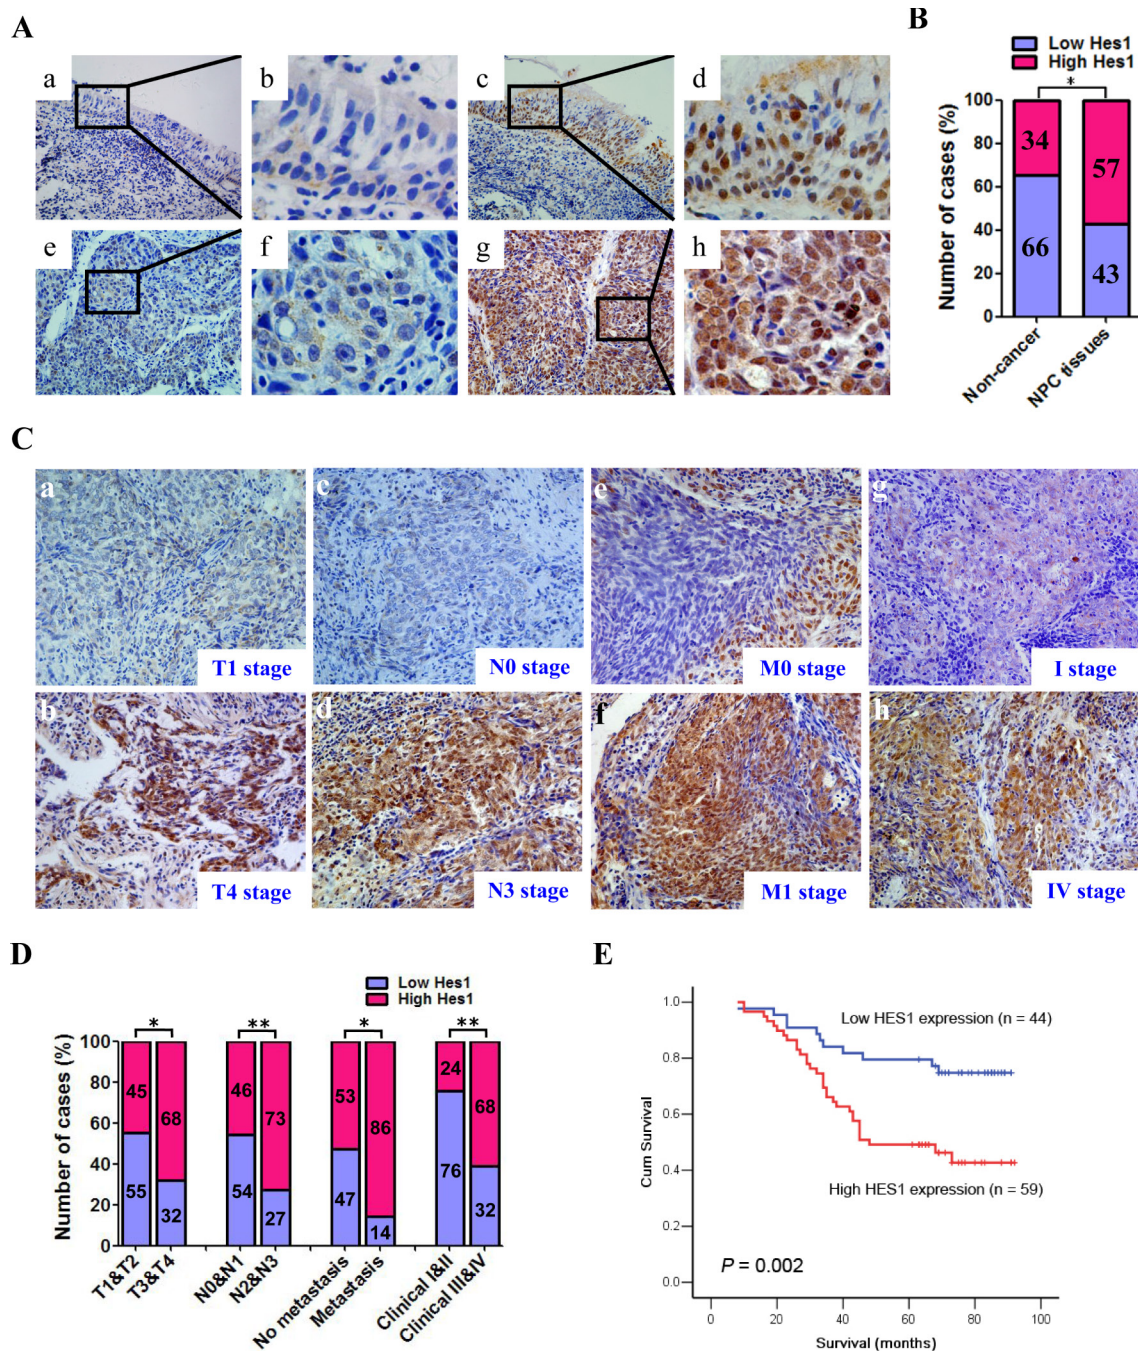 A
a
b
c
d
e
f
g
h
B
Low Hes1
High Hes1
*
Number of cases (%)
100
80
60
40
20
0
34
57
66
43
Non-cancer
NPC tissues
C
a
c
e
g
T1 stage
N0 stage
M0 stage
I stage
b
d
f
h
T4 stage
N3 stage
M1 stage
IV stage
D
Low Hes1
High Hes1
*
**
*
**
Number of cases (%)
100
80
60
40
20
0
45
68
46
73
53
86
24
68
55
32
54
27
47
14
76
32
T1&T2
T3&T4
N0&N1
N2&N3
No metastasis
Metastasis
Clinical I&II
Clinical III&IV
E
Cum Survival
1.0
0.8
0.6
0.4
0.2
0.0
Low HES1 expression (n = 44)
High HES1 expression (n = 59)
P = 0.002
0
20
40
60
80
100
Survival (months)